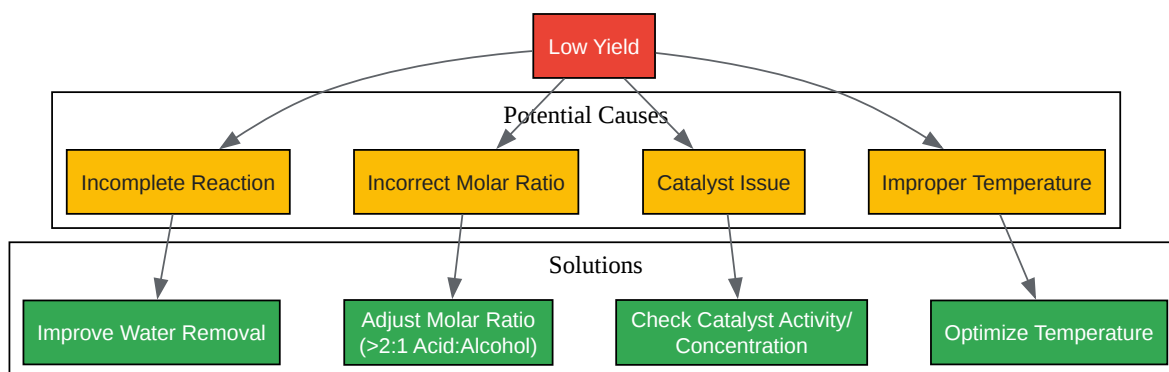 Low Yield
Potential Causes
Incomplete Reaction
Incorrect Molar Ratio
Catalyst Issue
Improper Temperature
Solutions
Improve Water Removal
Adjust Molar Ratio
(>2:1 Acid:Alcohol)
Check Catalyst Activity/
Concentration
Optimize Temperature